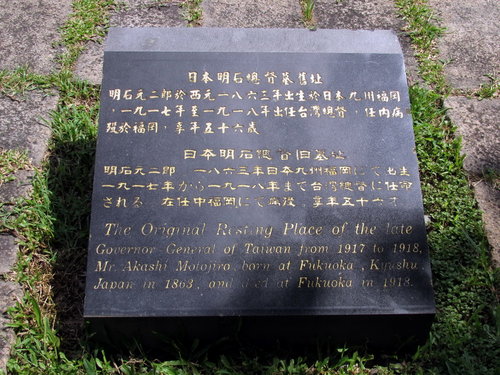 日本明石總督墓舊址
明石元二郎於西元一八六三年出生於日本九州福岡
，一九一七年至一九一八年出任台灣總督，任內病
歿於福岡，享年五十六歲
日本明石總督旧墓址
明石元二郎、一八六三年日本九州福岡にて出生
一九一七年から一九一八年まで台湾総督に任命
される 在任中福岡にて病歿、享年五十六才
The Original Resting Place of the late
Governor-General of Taiwan from 1917 to 1918,
Mr. Akashi Motojiro, born at Fukuoka, Kyushu,
Japan in 1863, and died at Fukuoka in 1918.